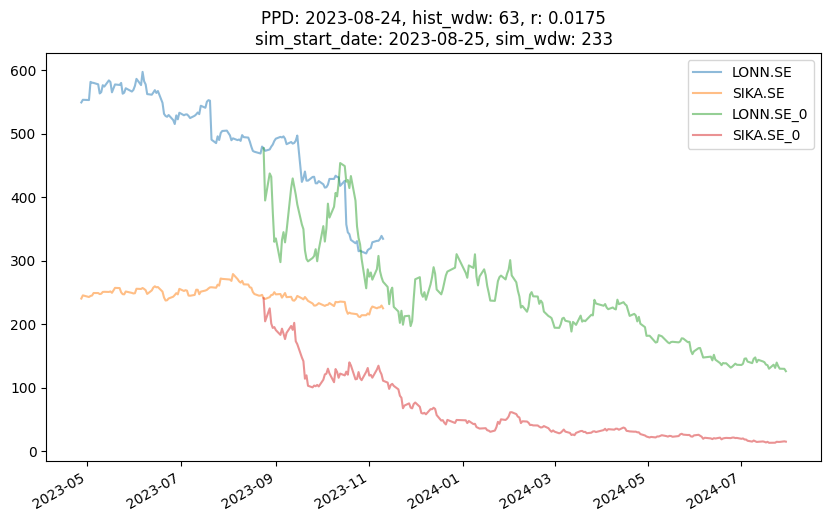 PPD: 2023-08-24, hist_wdw: 63, r: 0.0175
sim_start_date: 2023-08-25, sim_wdw: 233
LONN.SE
SIKA.SE
LONN.SE_0
SIKA.SE_0
600
500
400
300
200
100
0
2023-05
2023-07
2023-09
2023-11
2024-01
2024-03
2024-05
2024-07